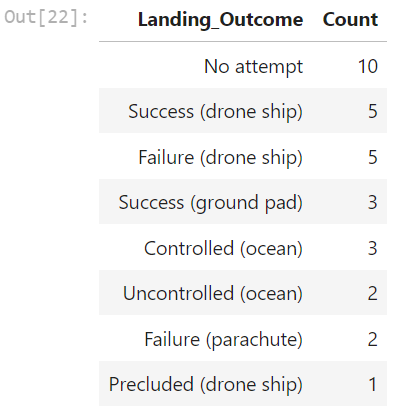 Out[22]:
Landing_Outcome Count
No attempt 10
Success (drone ship) 5
Failure (drone ship) 5
Success (ground pad) 3
Controlled (ocean) 3
Uncontrolled (ocean) 2
Failure (parachute) 2
Precluded (drone ship) 1